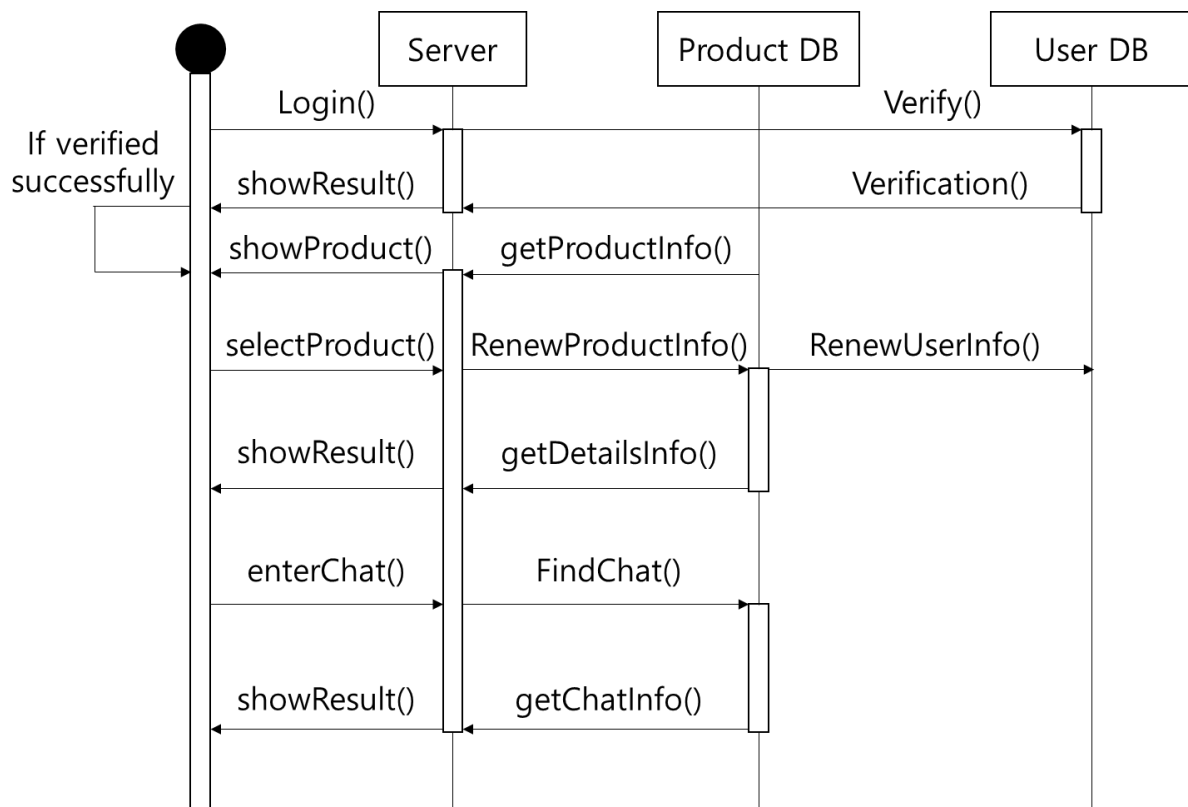 Server
Product DB
User DB
Login()
Verify()
If verified
successfully
showResult()
Verification()
showProduct()
getProductInfo()
selectProduct()
RenewProductInfo()
RenewUserInfo()
showResult()
getDetailsInfo()
enterChat()
FindChat()
showResult()
getChatInfo()